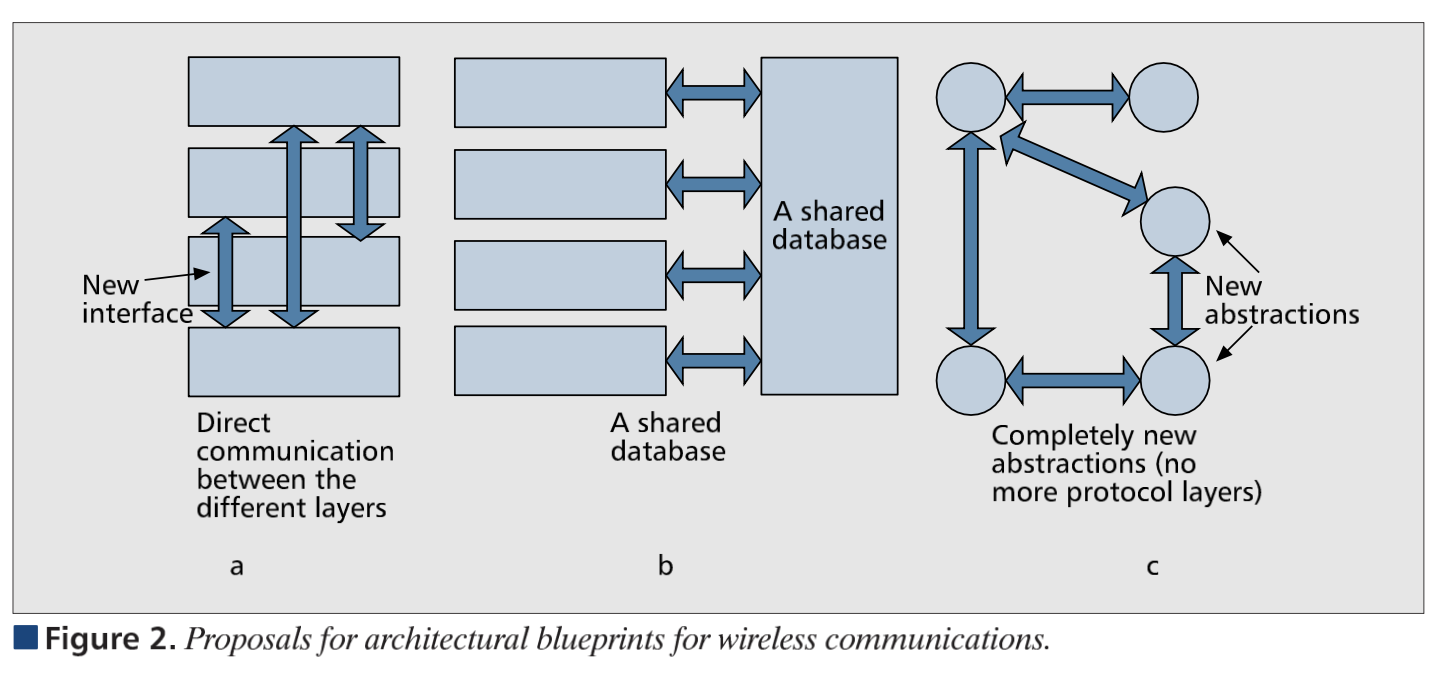 New
interface
Direct
communication
between the
different layers
a
A shared
database
A shared
database
b
New
abstractions
Completely new
abstractions (no
more protocol layers)
c
Figure 2. Proposals for architectural blueprints for wireless communications.